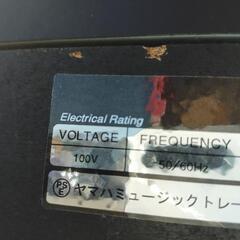 Electrical Rating
VOLTAGE FREQUENCY
100V 50/60Hz
PSE ヤマハミュージックトレー